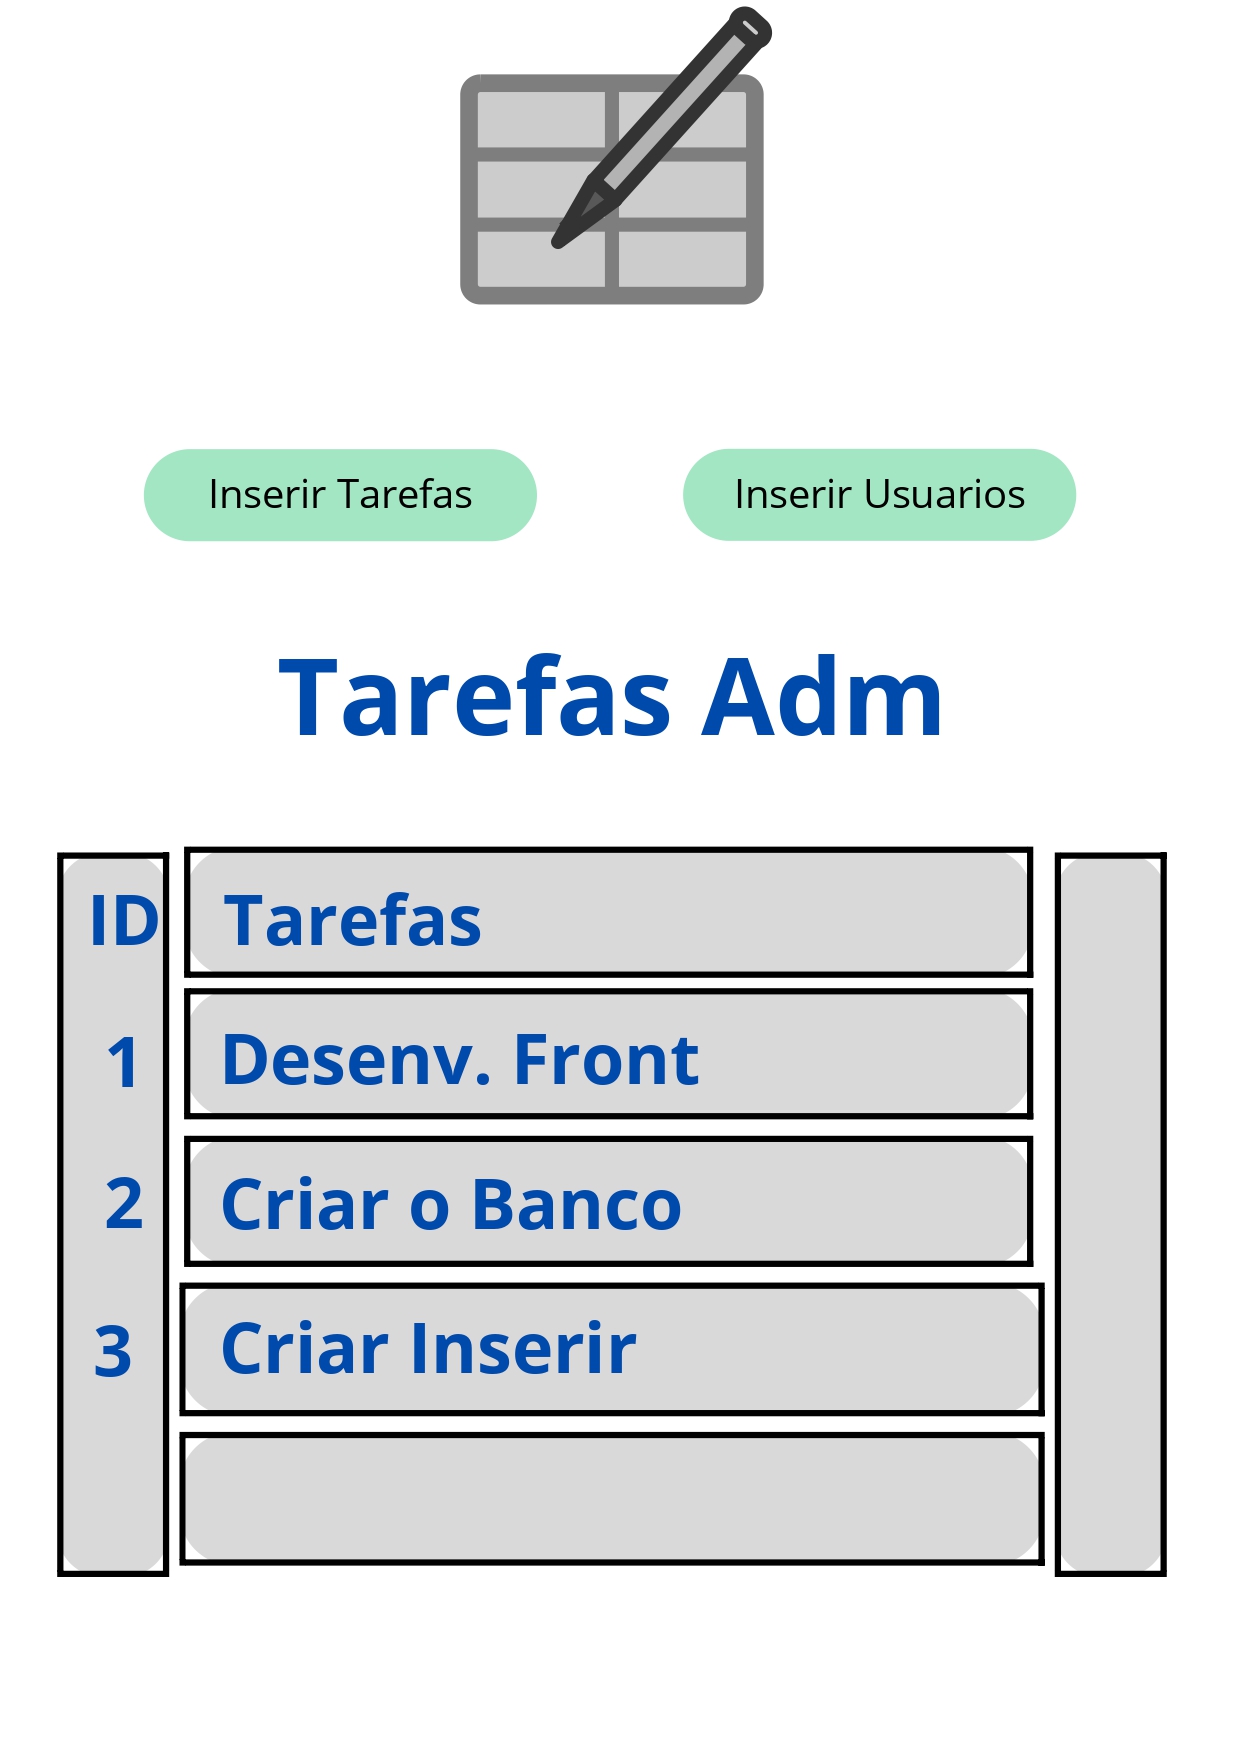 Inserir Tarefas
Inserir Usuarios
Tarefas Adm
ID Tarefas
1 Desenv. Front
2 Criar o Banco
3 Criar Inserir